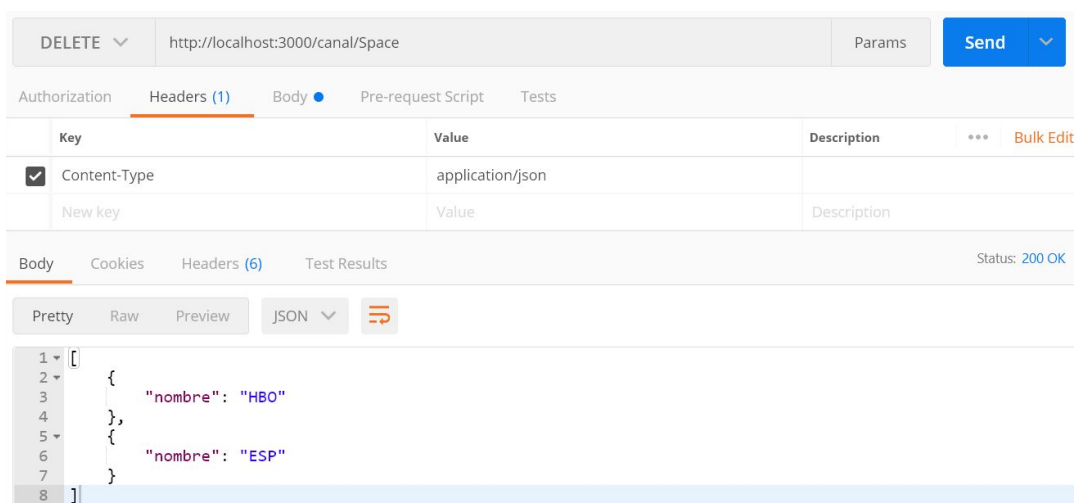 DELETE http://localhost:3000/canal/Space Params Send
Authorization Headers (1) Body Pre-request Script Tests
Key Value Description ••• Bulk Edit
Content-Type application/json
New key Value Description
Body Cookies Headers (6) Test Results Status: 200 OK
Pretty Raw Preview JSON
1 [
2 {
3 "nombre": "HBO"
4 },
5 {
6 "nombre": "ESP"
7 }
8 ]